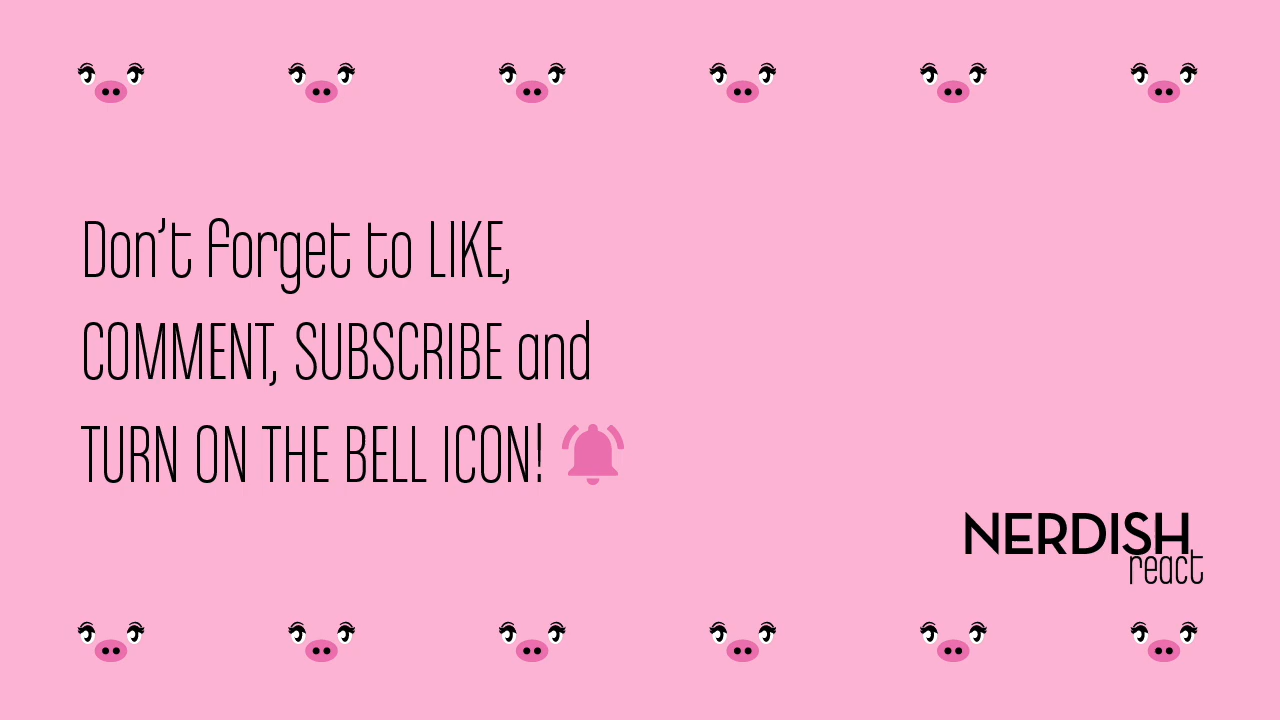 Don't forget to LIKE,
COMMENT, SUBSCRIBE and
TURN ON THE BELL ICON!
NERDISH
react